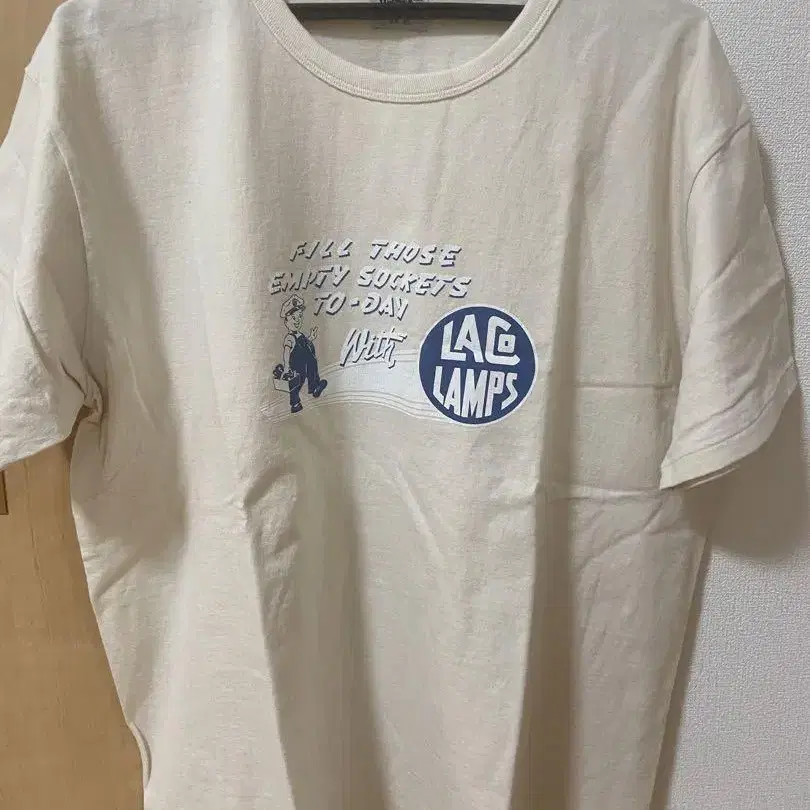 FILL THOSE
EMPTY SOCKETS
TO-DAY
With
LACo
LAMPS